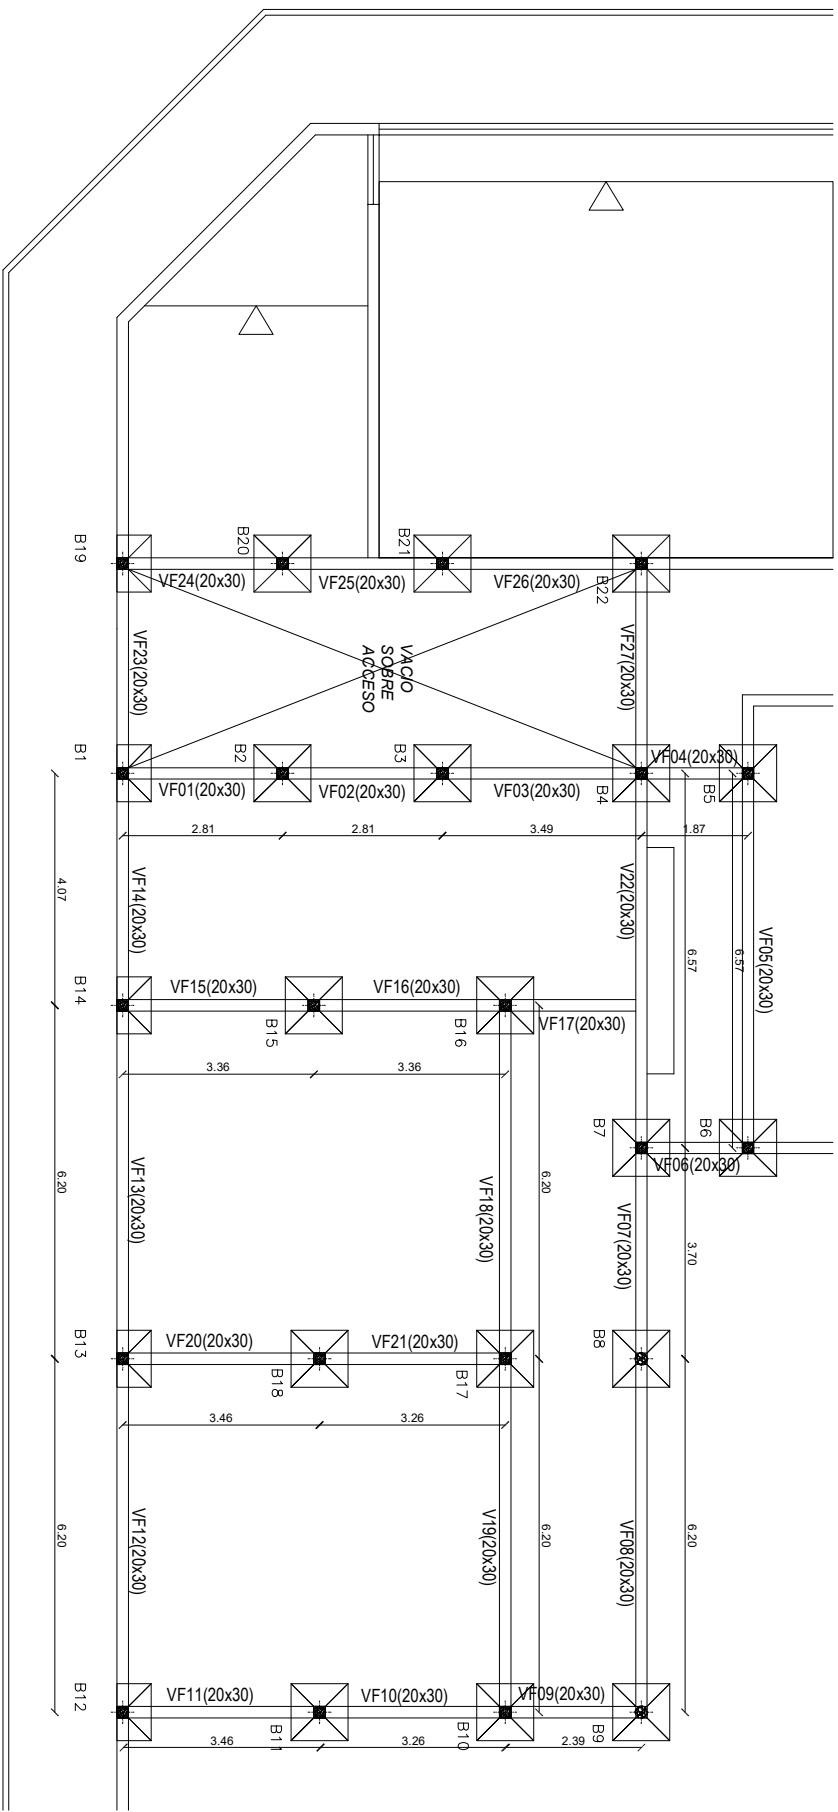 B19
B20
B21
B22
VF24(20x30)
VF25(20x30)
VF26(20x30)
VF23(20x30)
VACIO
SOBRE
ACCESO
VF27(20x30)
B1
B2
B3
B4
B5
VF04(20x30)
VF01(20x30)
VF02(20x30)
VF03(20x30)
2.81
2.81
3.49
1.87
4.07
VF14(20x30)
V22(20x30)
6.57
6.57
VF05(20x30)
B14
VF15(20x30)
B15
VF16(20x30)
B16
VF17(20x30)
3.36
3.36
B7
B6
VF06(20x30)
6.20
VF13(20x30)
VF18(20x30)
6.20
VF07(20x30)
3.70
B13
VF20(20x30)
B18
VF21(20x30)
B17
B8
3.46
3.26
6.20
VF12(20x30)
V19(20x30)
6.20
VF08(20x30)
6.20
B12
VF11(20x30)
B11
VF10(20x30)
B10
VF09(20x30)
B9
3.46
3.26
2.39